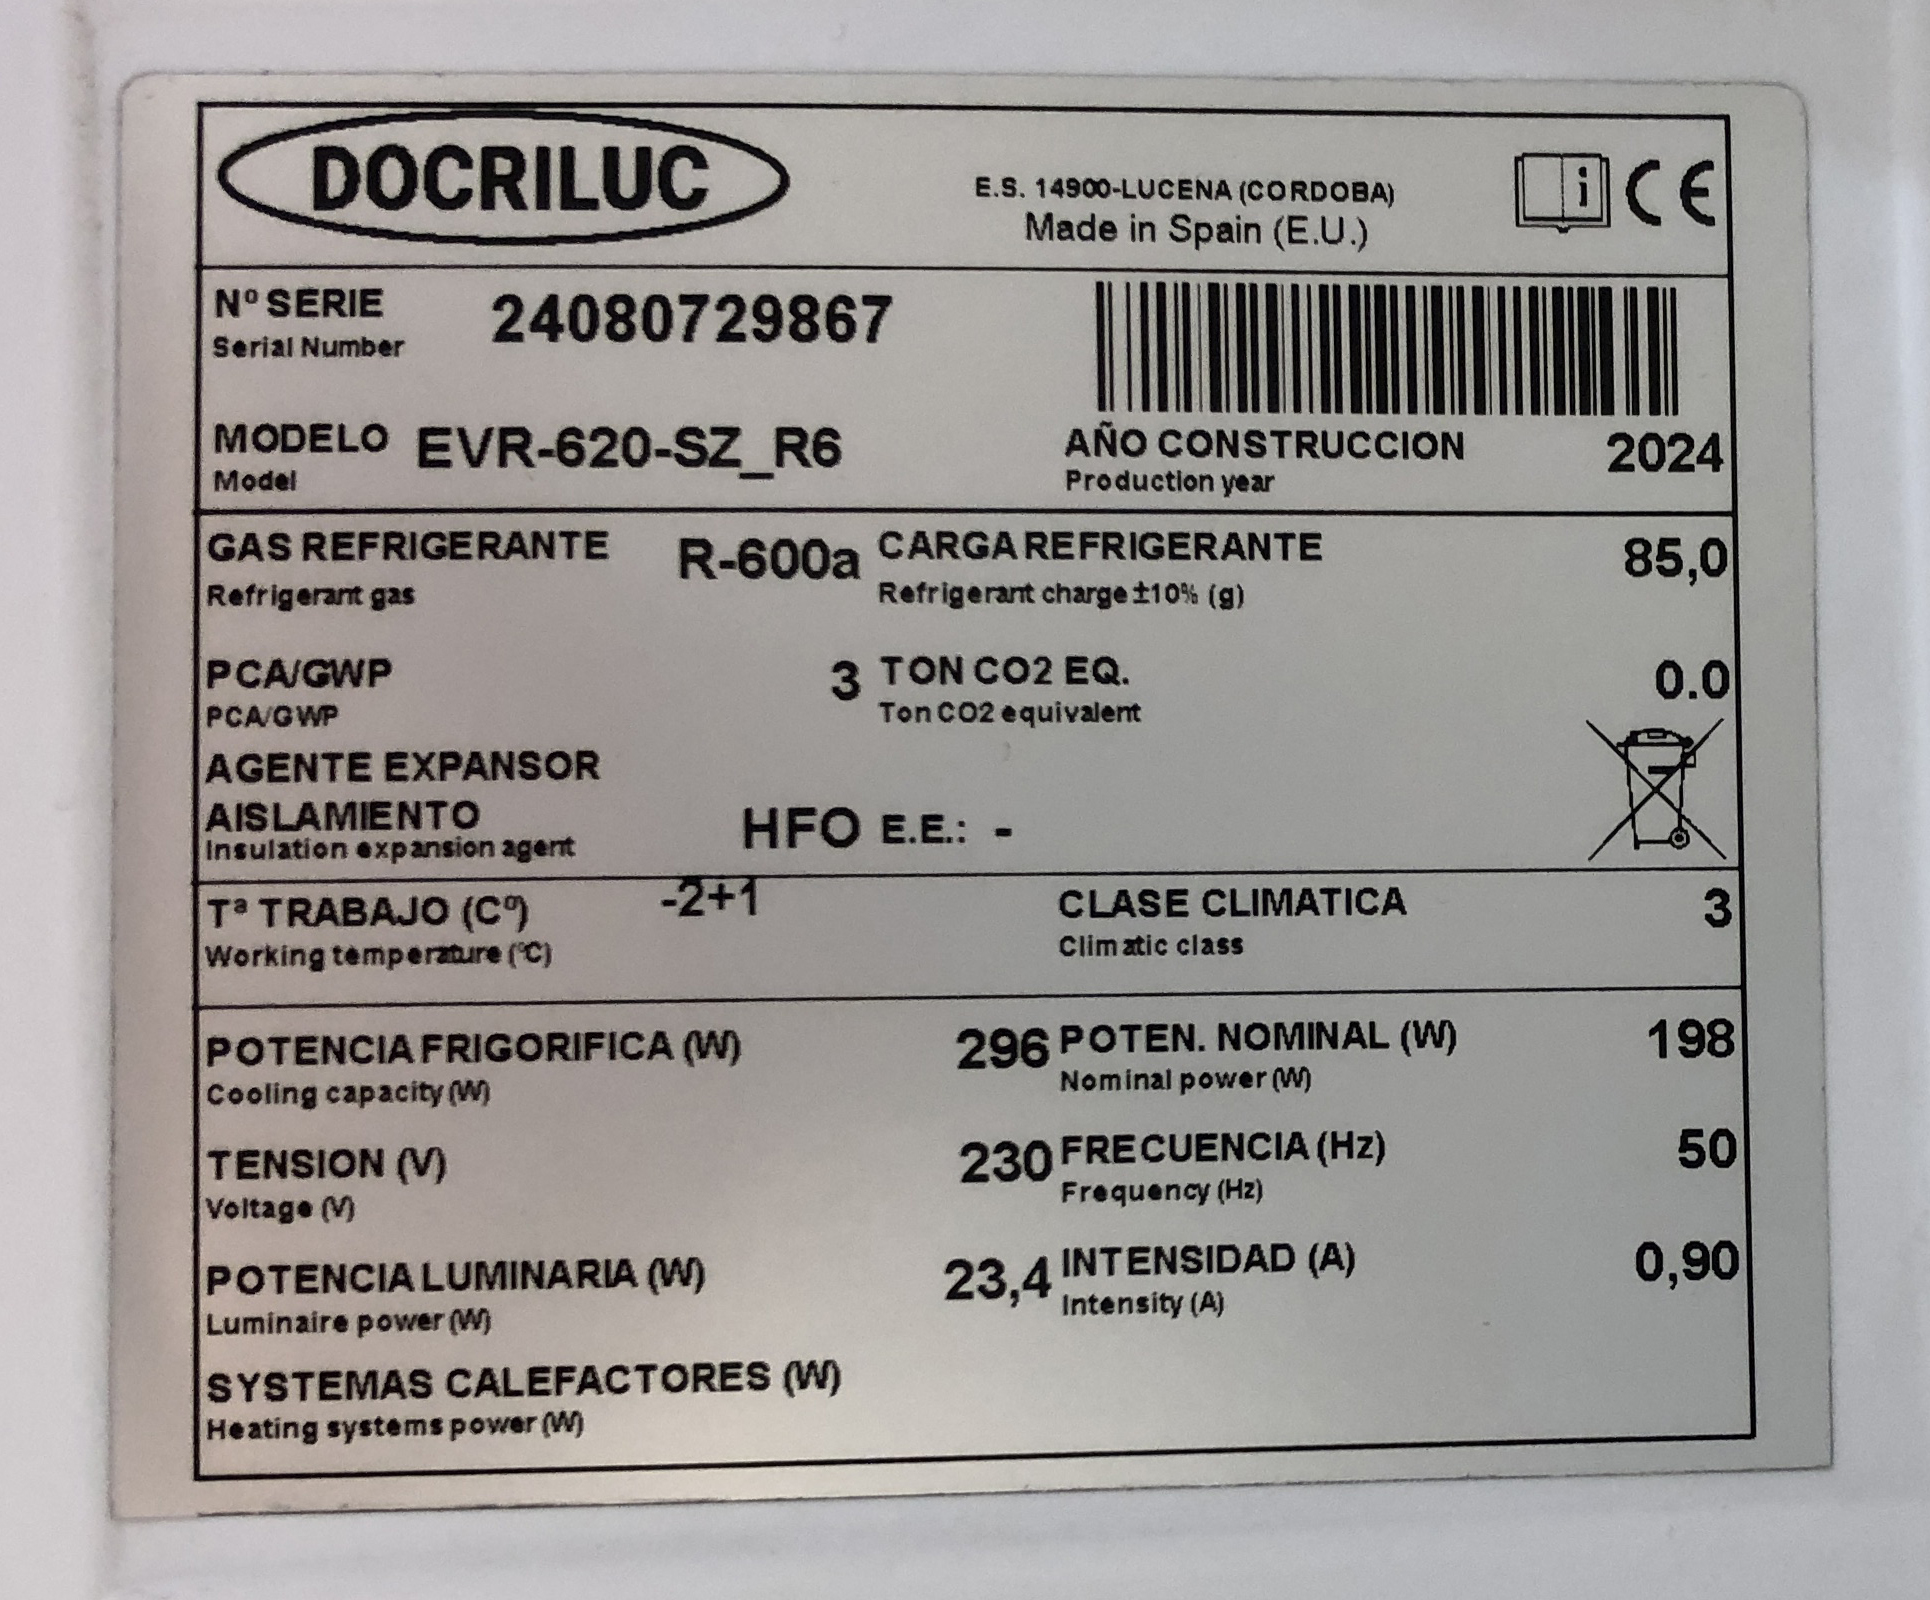 DOCRILUC
E.S. 14900-LUCENA (CORDOBA)
Made in Spain (E.U.)
i CE
Nº SERIE 24080729867
Serial Number
MODELO EVR-620-SZ_R6 AÑO CONSTRUCCION 2024
Model Production year
GAS REFRIGERANTE R-600a CARGA REFRIGERANTE 85,0
Refrigerant gas Refrigerant charge ±10% (g)
PCA/GWP 3 TON CO2 EQ. 0.0
PCA/GWP Ton CO2 equivalent
AGENTE EXPANSOR
AISLAMIENTO HFO E.E.: -
Insulation expansion agent
Tª TRABAJO (Cº) -2+1 CLASE CLIMATICA 3
Working temperature (ºC) Climatic class
POTENCIA FRIGORIFICA (W) 296 POTEN. NOMINAL (W) 198
Cooling capacity (W) Nominal power (W)
TENSION (V) 230 FRECUENCIA (Hz) 50
Voltage (V) Frequency (Hz)
POTENCIA LUMINARIA (W) 23,4 INTENSIDAD (A) 0,90
Luminaire power (W) Intensity (A)
SYSTEMAS CALEFACTORES (W)
Heating systems power (W)